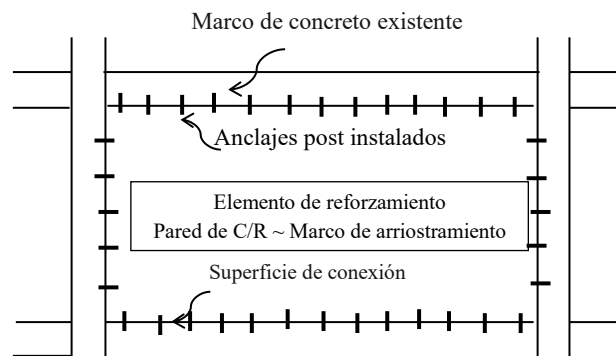 Marco de concreto existente
Anclajes post instalados
Elemento de reforzamiento
Pared de C/R ~ Marco de arriostramiento
Superficie de conexión